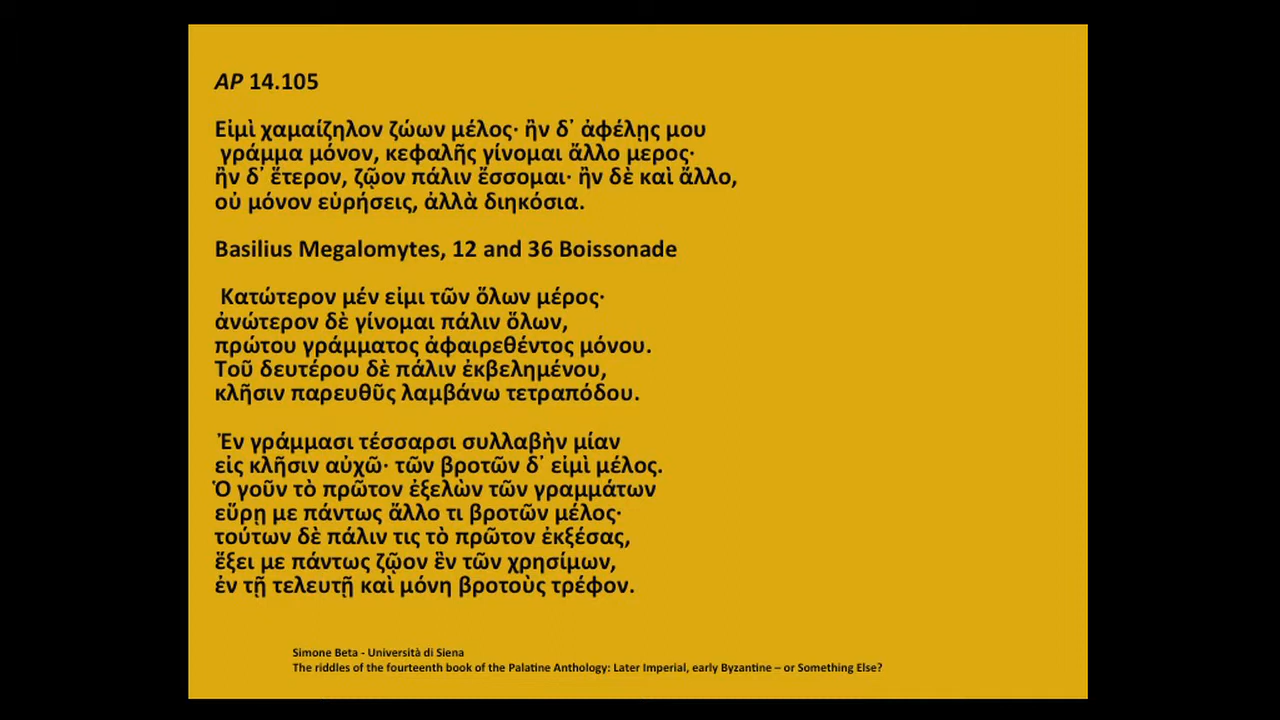 AP 14.105
Εἰμὶ χαμαίζηλον ζώων μέλος· ἢν δ᾽ ἀφέλῃς μου
γράμμα μόνον, κεφαλῆς γίνομαι ἄλλο μερος·
ἢν δ᾽ ἕτερον, ζῷον πάλιν ἔσσομαι· ἢν δὲ καὶ ἄλλο,
οὐ μόνον εὑρήσεις, ἀλλὰ διηκόσια.
Basilius Megalomytes, 12 and 36 Boissonade
Κατώτερον μέν εἰμι τῶν ὅλων μέρος·
ἀνώτερον δὲ γίνομαι πάλιν ὅλων,
πρώτου γράμματος ἀφαιρεθέντος μόνου.
Τοῦ δευτέρου δὲ πάλιν ἐκβελημένου,
κλῆσιν παρευθῦς λαμβάνω τετραπόδου.
Ἐν γράμμασι τέσσαρσι συλλαβὴν μίαν
εἰς κλῆσιν αὐχῶ· τῶν βροτῶν δ᾽ εἰμὶ μέλος.
Ὁ γοῦν τὸ πρῶτον ἐξελὼν τῶν γραμμάτων
εὕρῃ με πάντως ἄλλο τι βροτῶν μέλος·
τούτων δὲ πάλιν τις τὸ πρῶτον ἐκξέσας,
ἕξει με πάντως ζῷον ἓν τῶν χρησίμων,
ἐν τῇ τελευτῇ καὶ μόνῃ βροτοὺς τρέφον.
Simone Beta - Università di Siena
The riddles of the fourteenth book of the Palatine Anthology: Later Imperial, early Byzantine – or Something Else?